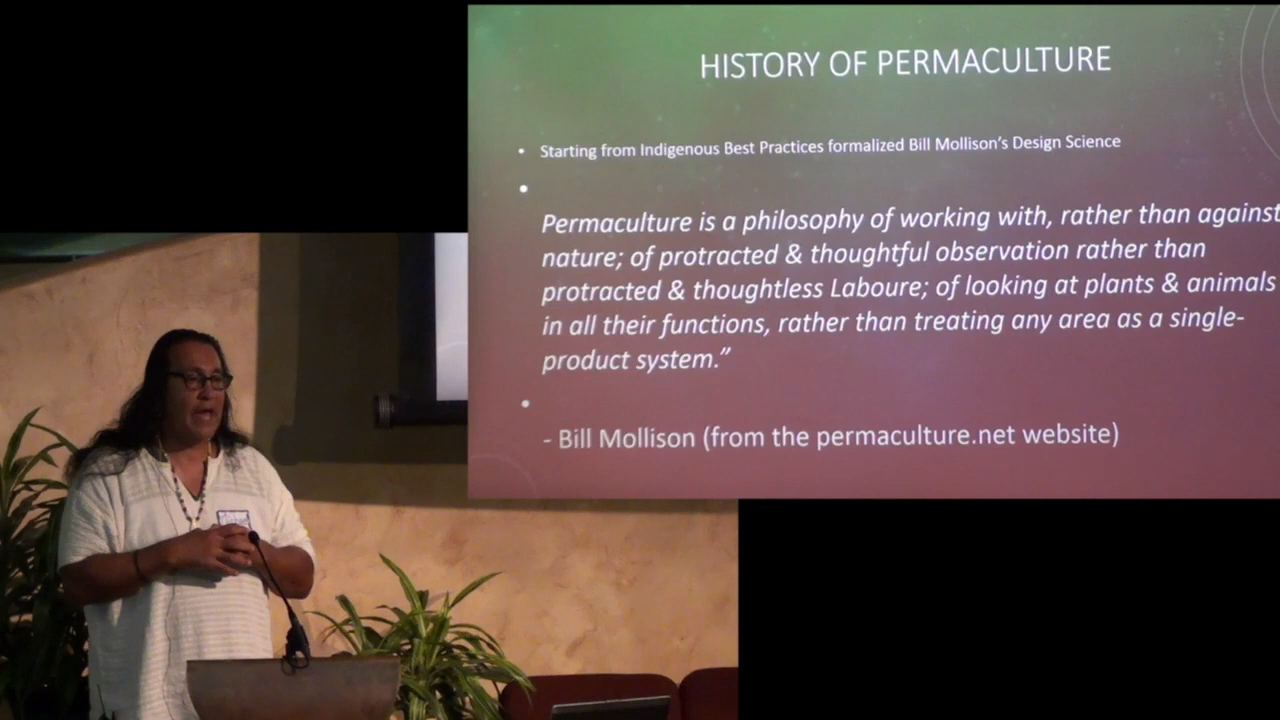 HISTORY OF PERMACULTURE
• Starting from Indigenous Best Practices formalized Bill Mollison's Design Science
•
Permaculture is a philosophy of working with, rather than against
nature; of protracted & thoughtful observation rather than
protracted & thoughtless Laboure; of looking at plants & animals
in all their functions, rather than treating any area as a single-
product system.”
•
- Bill Mollison (from the permaculture.net website)